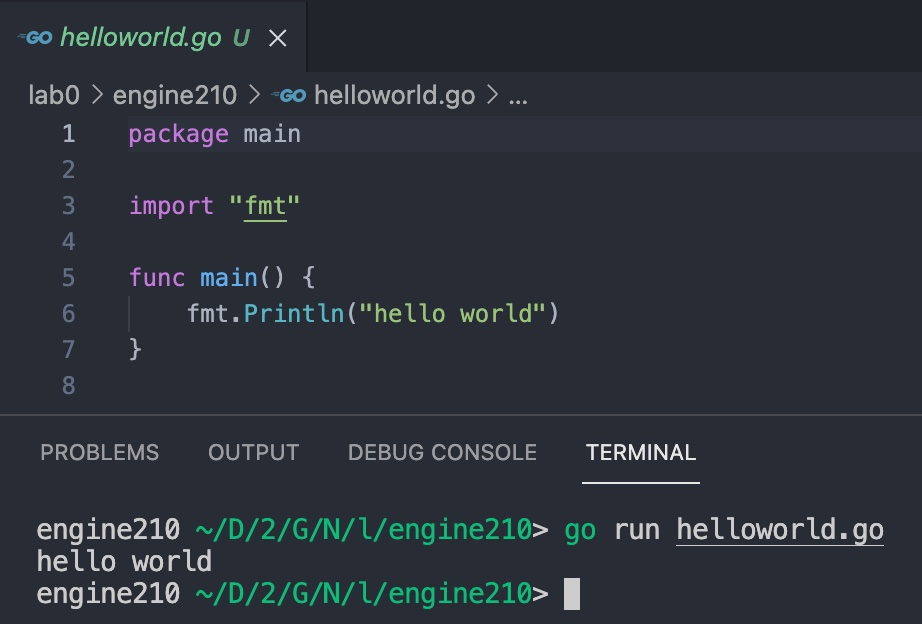 GO helloworld.go U
lab0 > engine210 > GO helloworld.go > ...
1 package main
2
3 import "fmt"
4
5 func main() {
6     fmt.Println("hello world")
7 }
8
PROBLEMS OUTPUT DEBUG CONSOLE TERMINAL
engine210 ~/D/2/G/N/l/engine210> go run helloworld.go
hello world
engine210 ~/D/2/G/N/l/engine210>